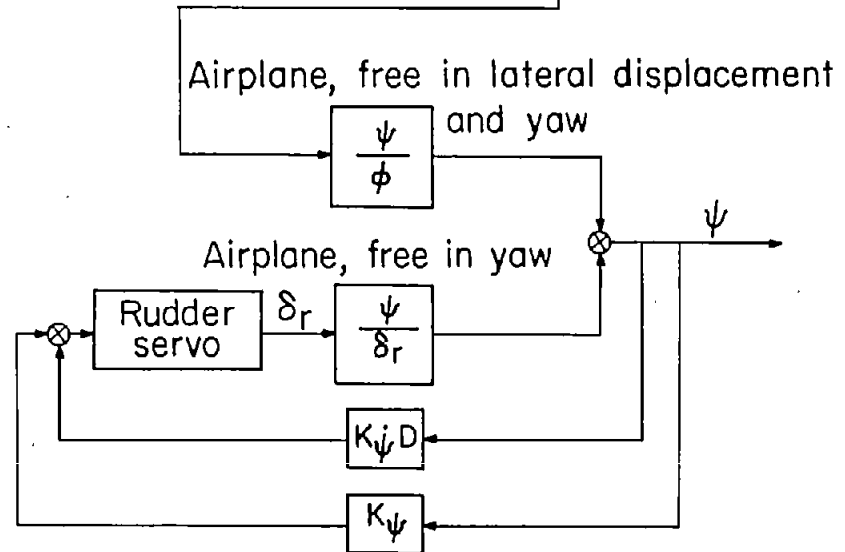 Airplane, free in lateral displacement
and yaw
ψ
ϕ
ψ
Airplane, free in yaw
Rudder
servo
δr
ψ
δr
Kψ̇ D
Kψ